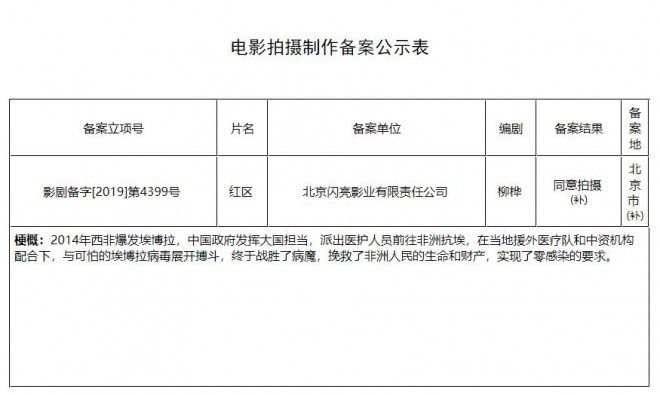 电影拍摄制作备案公示表
备案立项号 片名 备案单位 编剧 备案结果 备案地
影剧备字[2019]第4399号 红区 北京闪亮影业有限责任公司 柳桦 同意拍摄(补) 北京市(补)
梗概：2014年西非爆发埃博拉，中国政府发挥大国担当，派出医护人员前往非洲抗埃，在当地援外医疗队和中资机构
配合下，与可怕的埃博拉病毒展开搏斗，终于战胜了病魔，挽救了非洲人民的生命和财产，实现了零感染的要求。